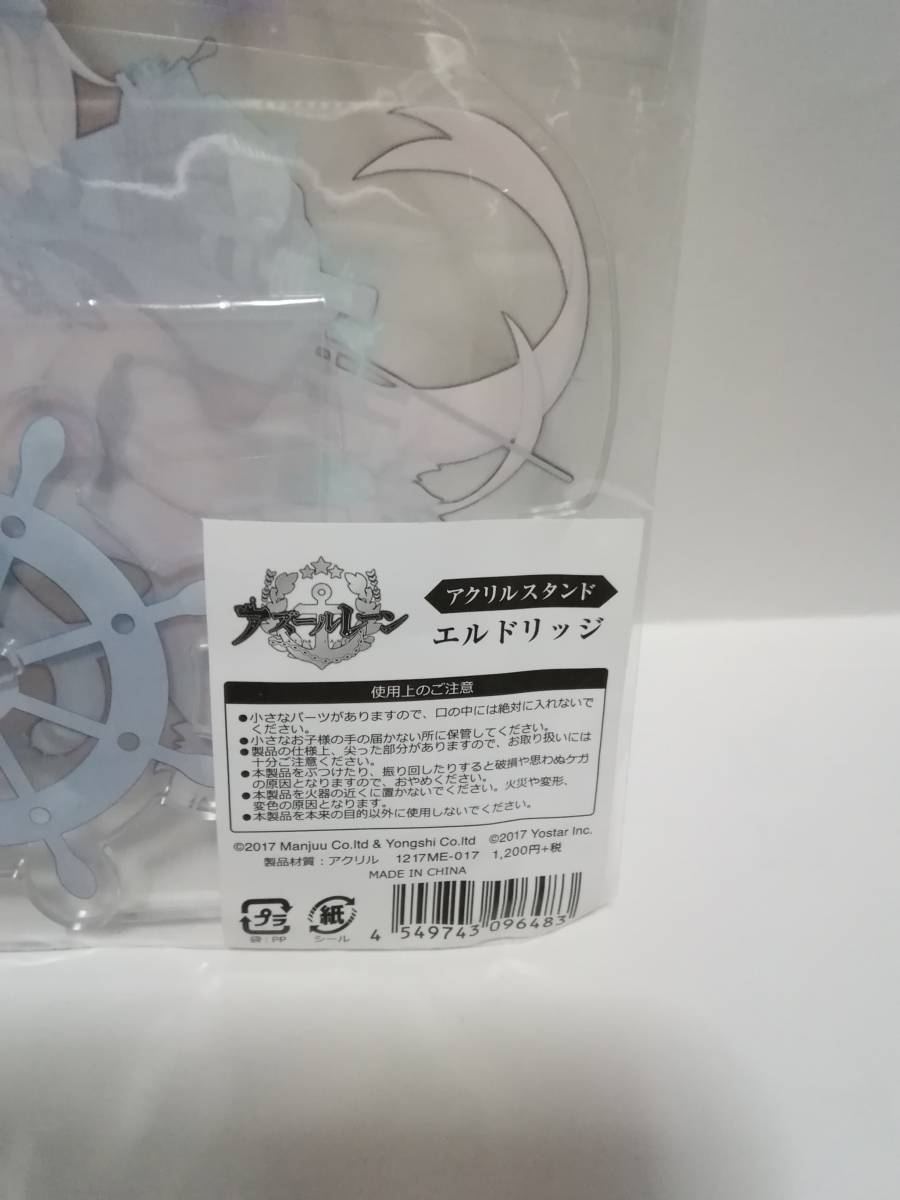 アズールレーン
アクリルスタンド
エルドリッジ
使用上のご注意
●小さなパーツがありますので、口の中には絶対に入れないで
ください。
●小さなお子様の手の届かない所に保管してください。
●製品の仕様上、尖った部分がありますので、お取り扱いには
十分ご注意ください。
●本製品をぶつけたり、振り回したりすると破損や思わぬケガ
の原因となりますので、おやめください。
●本製品を火器の近くに置かないでください。火災や変形、
変色の原因となります。
●本製品を本来の目的以外に使用しないでください。
©2017 Manjuu Co.ltd & Yongshi Co.ltd ©2017 Yostar Inc.
製品材質：アクリル 1217ME-017 1,200円+税
MADE IN CHINA
プラ
袋：PP
紙
シール
4 549743 096483